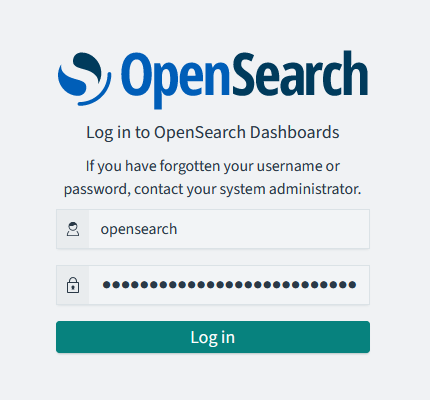 OpenSearch
Log in to OpenSearch Dashboards
If you have forgotten your username or
password, contact your system administrator.
opensearch
Log in